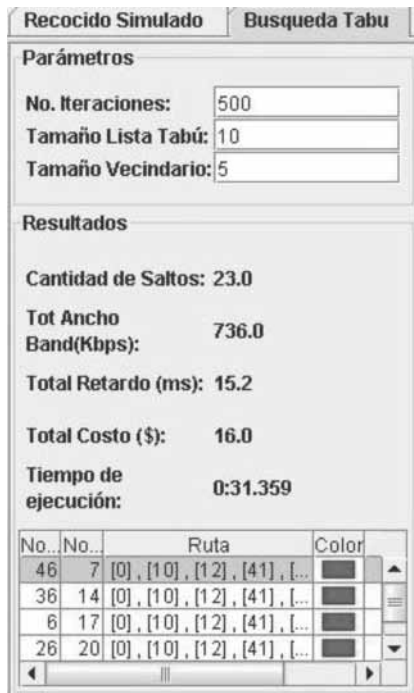 Recocido Simulado Busqueda Tabu
Parámetros
No. Iteraciones: 500
Tamaño Lista Tabú: 10
Tamaño Vecindario: 5
Resultados
Cantidad de Saltos: 23.0
Tot Ancho
Band(Kbps): 736.0
Total Retardo (ms): 15.2
Total Costo ($): 16.0
Tiempo de
ejecución: 0:31.359
No... No... Ruta Color
46 7 [0] , [10] , [12] , [41] , [...
36 14 [0] , [10] , [12] , [41] , [...
6 17 [0] , [10] , [12] , [41] , [...
26 20 [0] , [10] , [12] , [41] , [...